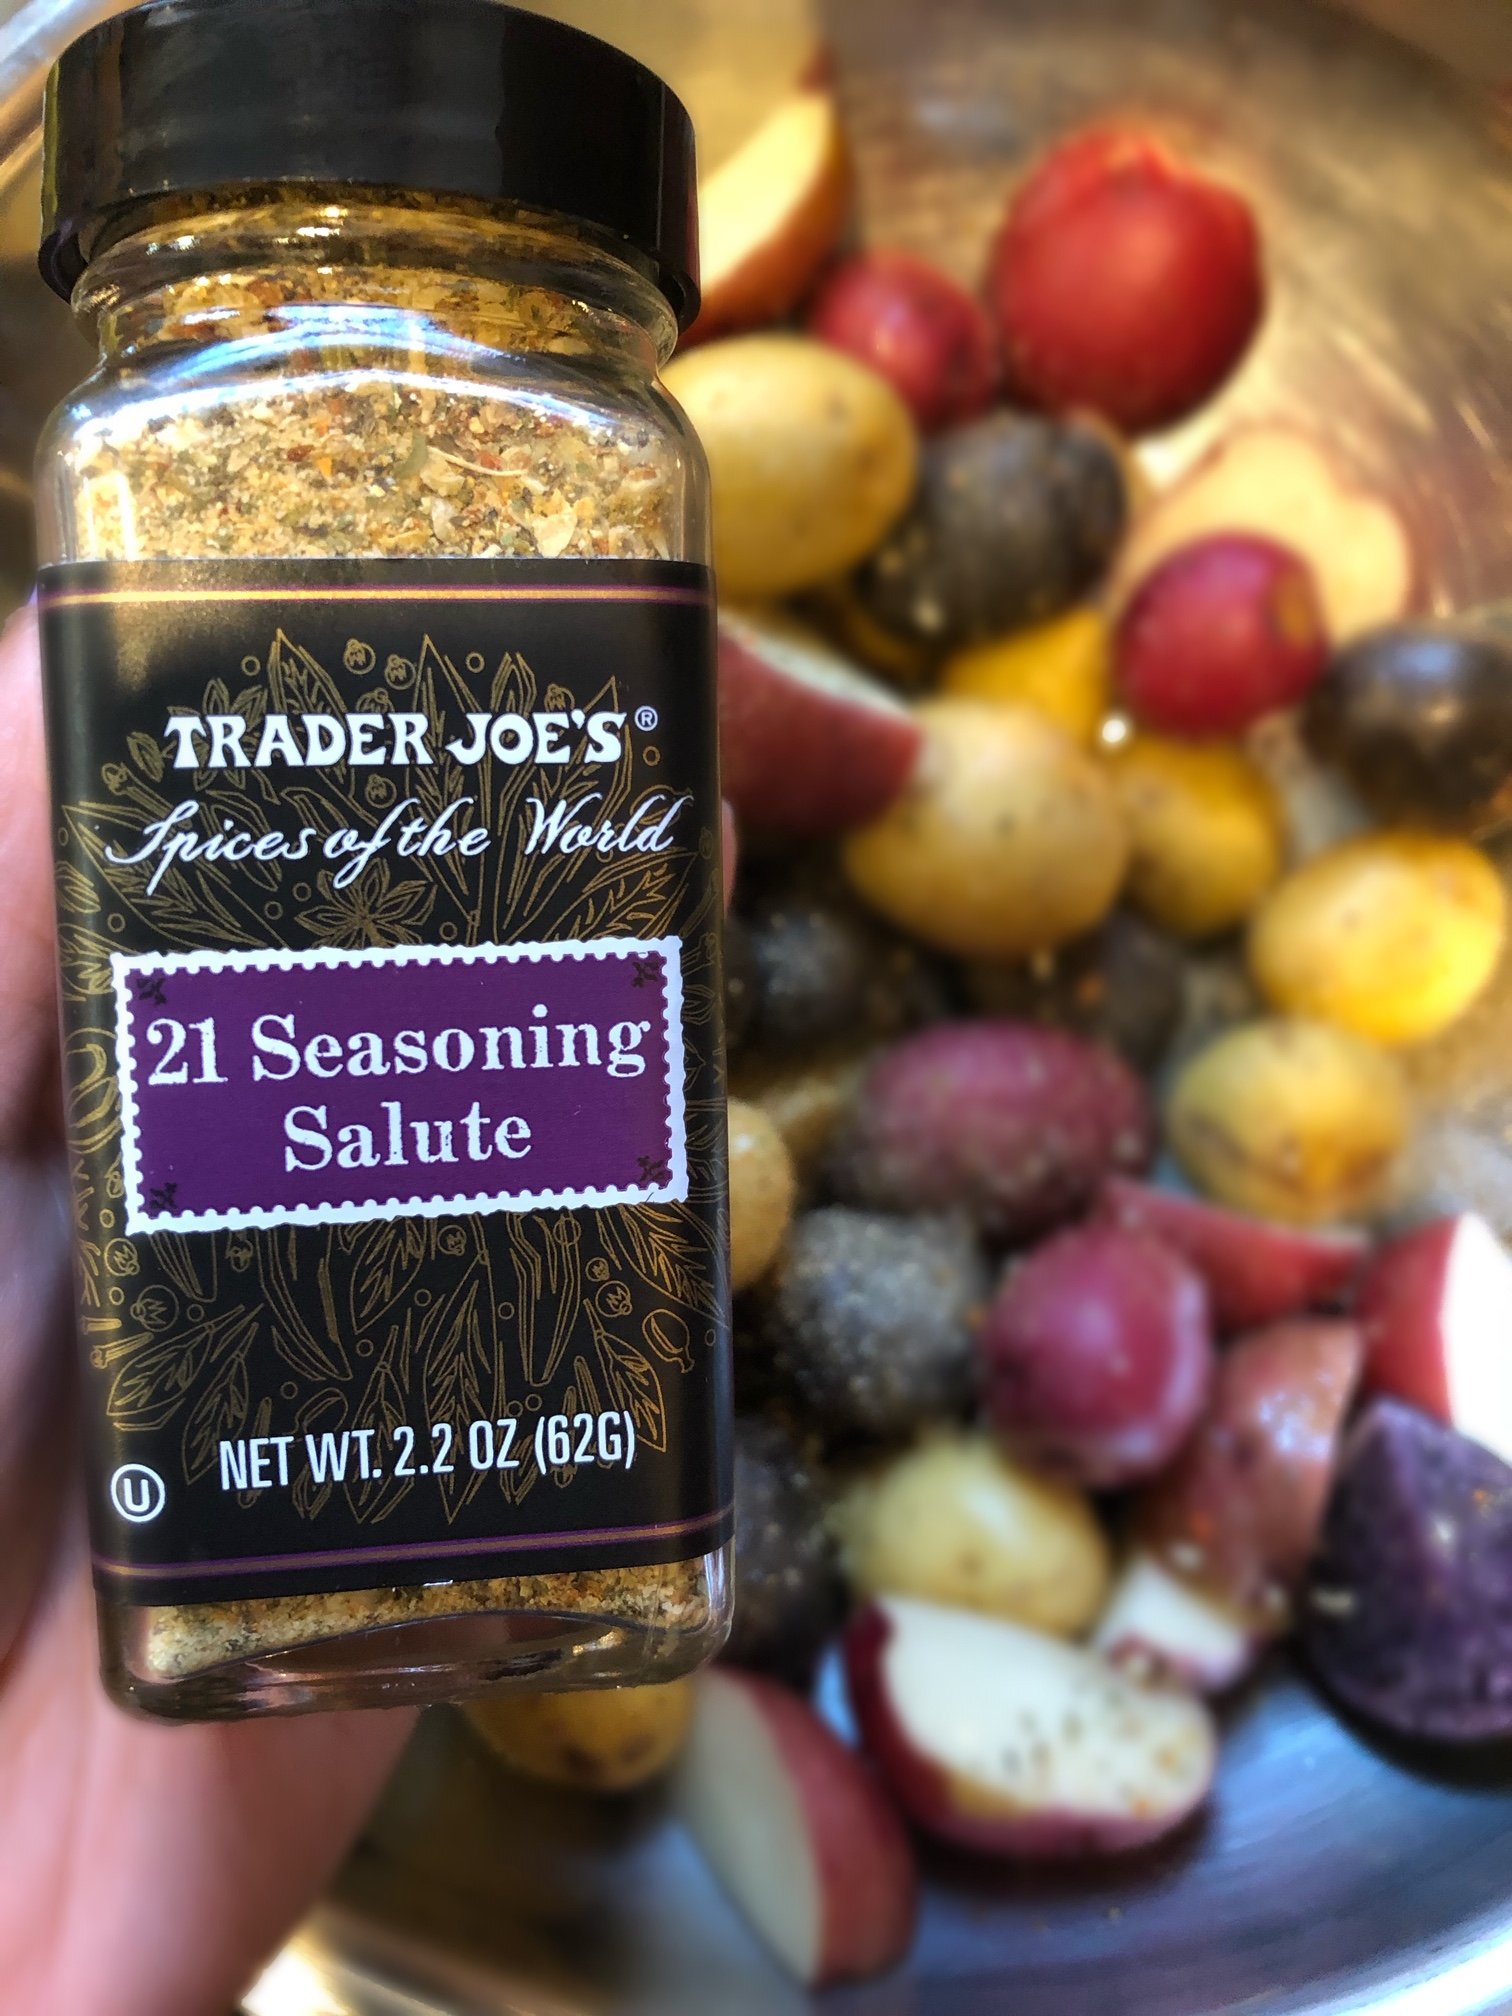 TRADER JOE'S®
Spices of the World
21 Seasoning
Salute
NET WT. 2.2 OZ (62G)
U